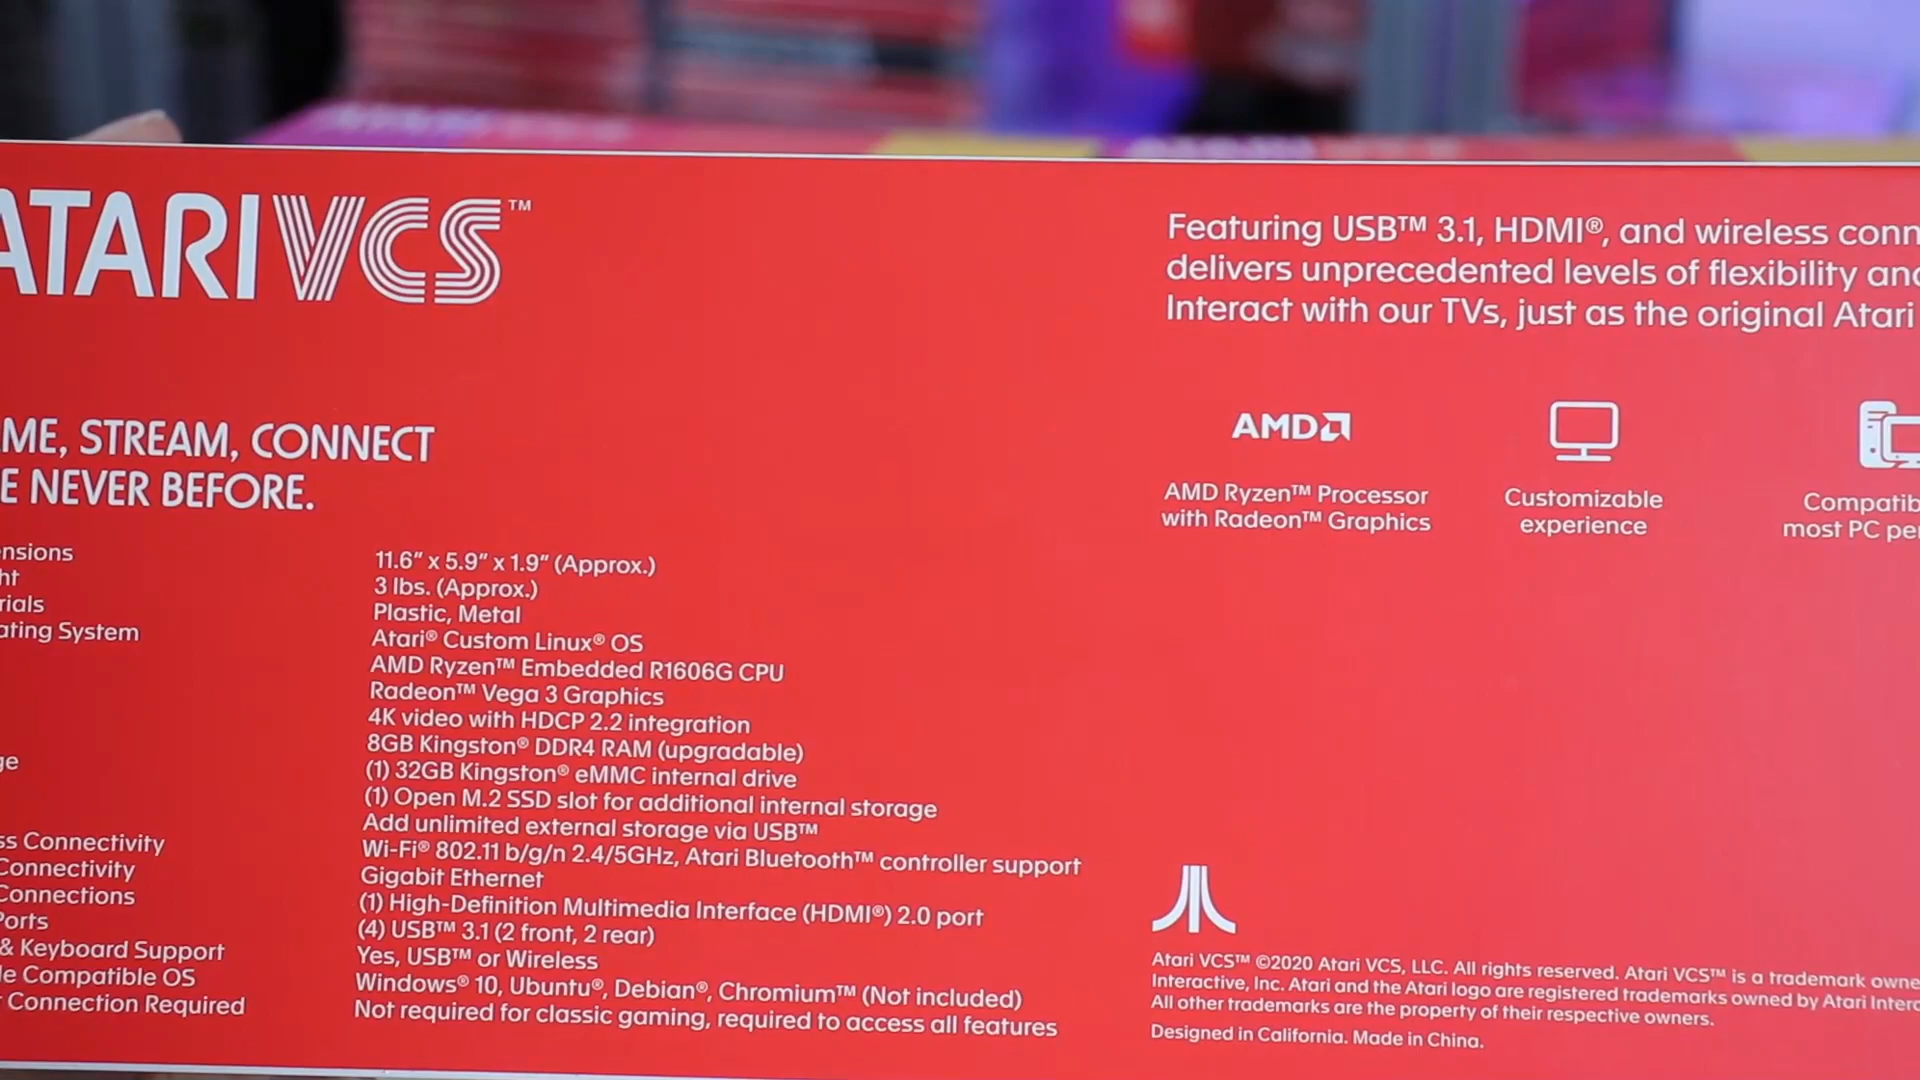 ATARI VCS™
ME, STREAM, CONNECT
E NEVER BEFORE.
ensions 11.6" x 5.9" x 1.9" (Approx.)
ht 3 lbs. (Approx.)
rials Plastic, Metal
ating System Atari® Custom Linux® OS
AMD Ryzen™ Embedded R1606G CPU
Radeon™ Vega 3 Graphics
4K video with HDCP 2.2 integration
8GB Kingston® DDR4 RAM (upgradable)
ge (1) 32GB Kingston® eMMC internal drive
(1) Open M.2 SSD slot for additional internal storage
Add unlimited external storage via USB™
ss Connectivity Wi-Fi® 802.11 b/g/n 2.4/5GHz, Atari Bluetooth™ controller support
Connectivity Gigabit Ethernet
Connections (1) High-Definition Multimedia Interface (HDMI®) 2.0 port
Ports (4) USB™ 3.1 (2 front, 2 rear)
& Keyboard Support Yes, USB™ or Wireless
le Compatible OS Windows® 10, Ubuntu®, Debian®, Chromium™ (Not included)
Connection Required Not required for classic gaming, required to access all features
Featuring USB™ 3.1, HDMI®, and wireless conn
delivers unprecedented levels of flexibility and
Interact with our TVs, just as the original Atari
AMD
AMD Ryzen™ Processor
with Radeon™ Graphics
Customizable
experience
Compatib
most PC pe
Atari VCS™ ©2020 Atari VCS, LLC. All rights reserved. Atari VCS™ is a trademark owne
Interactive, Inc. Atari and the Atari logo are registered trademarks owned by Atari Inter
All other trademarks are the property of their respective owners.
Designed in California. Made in China.